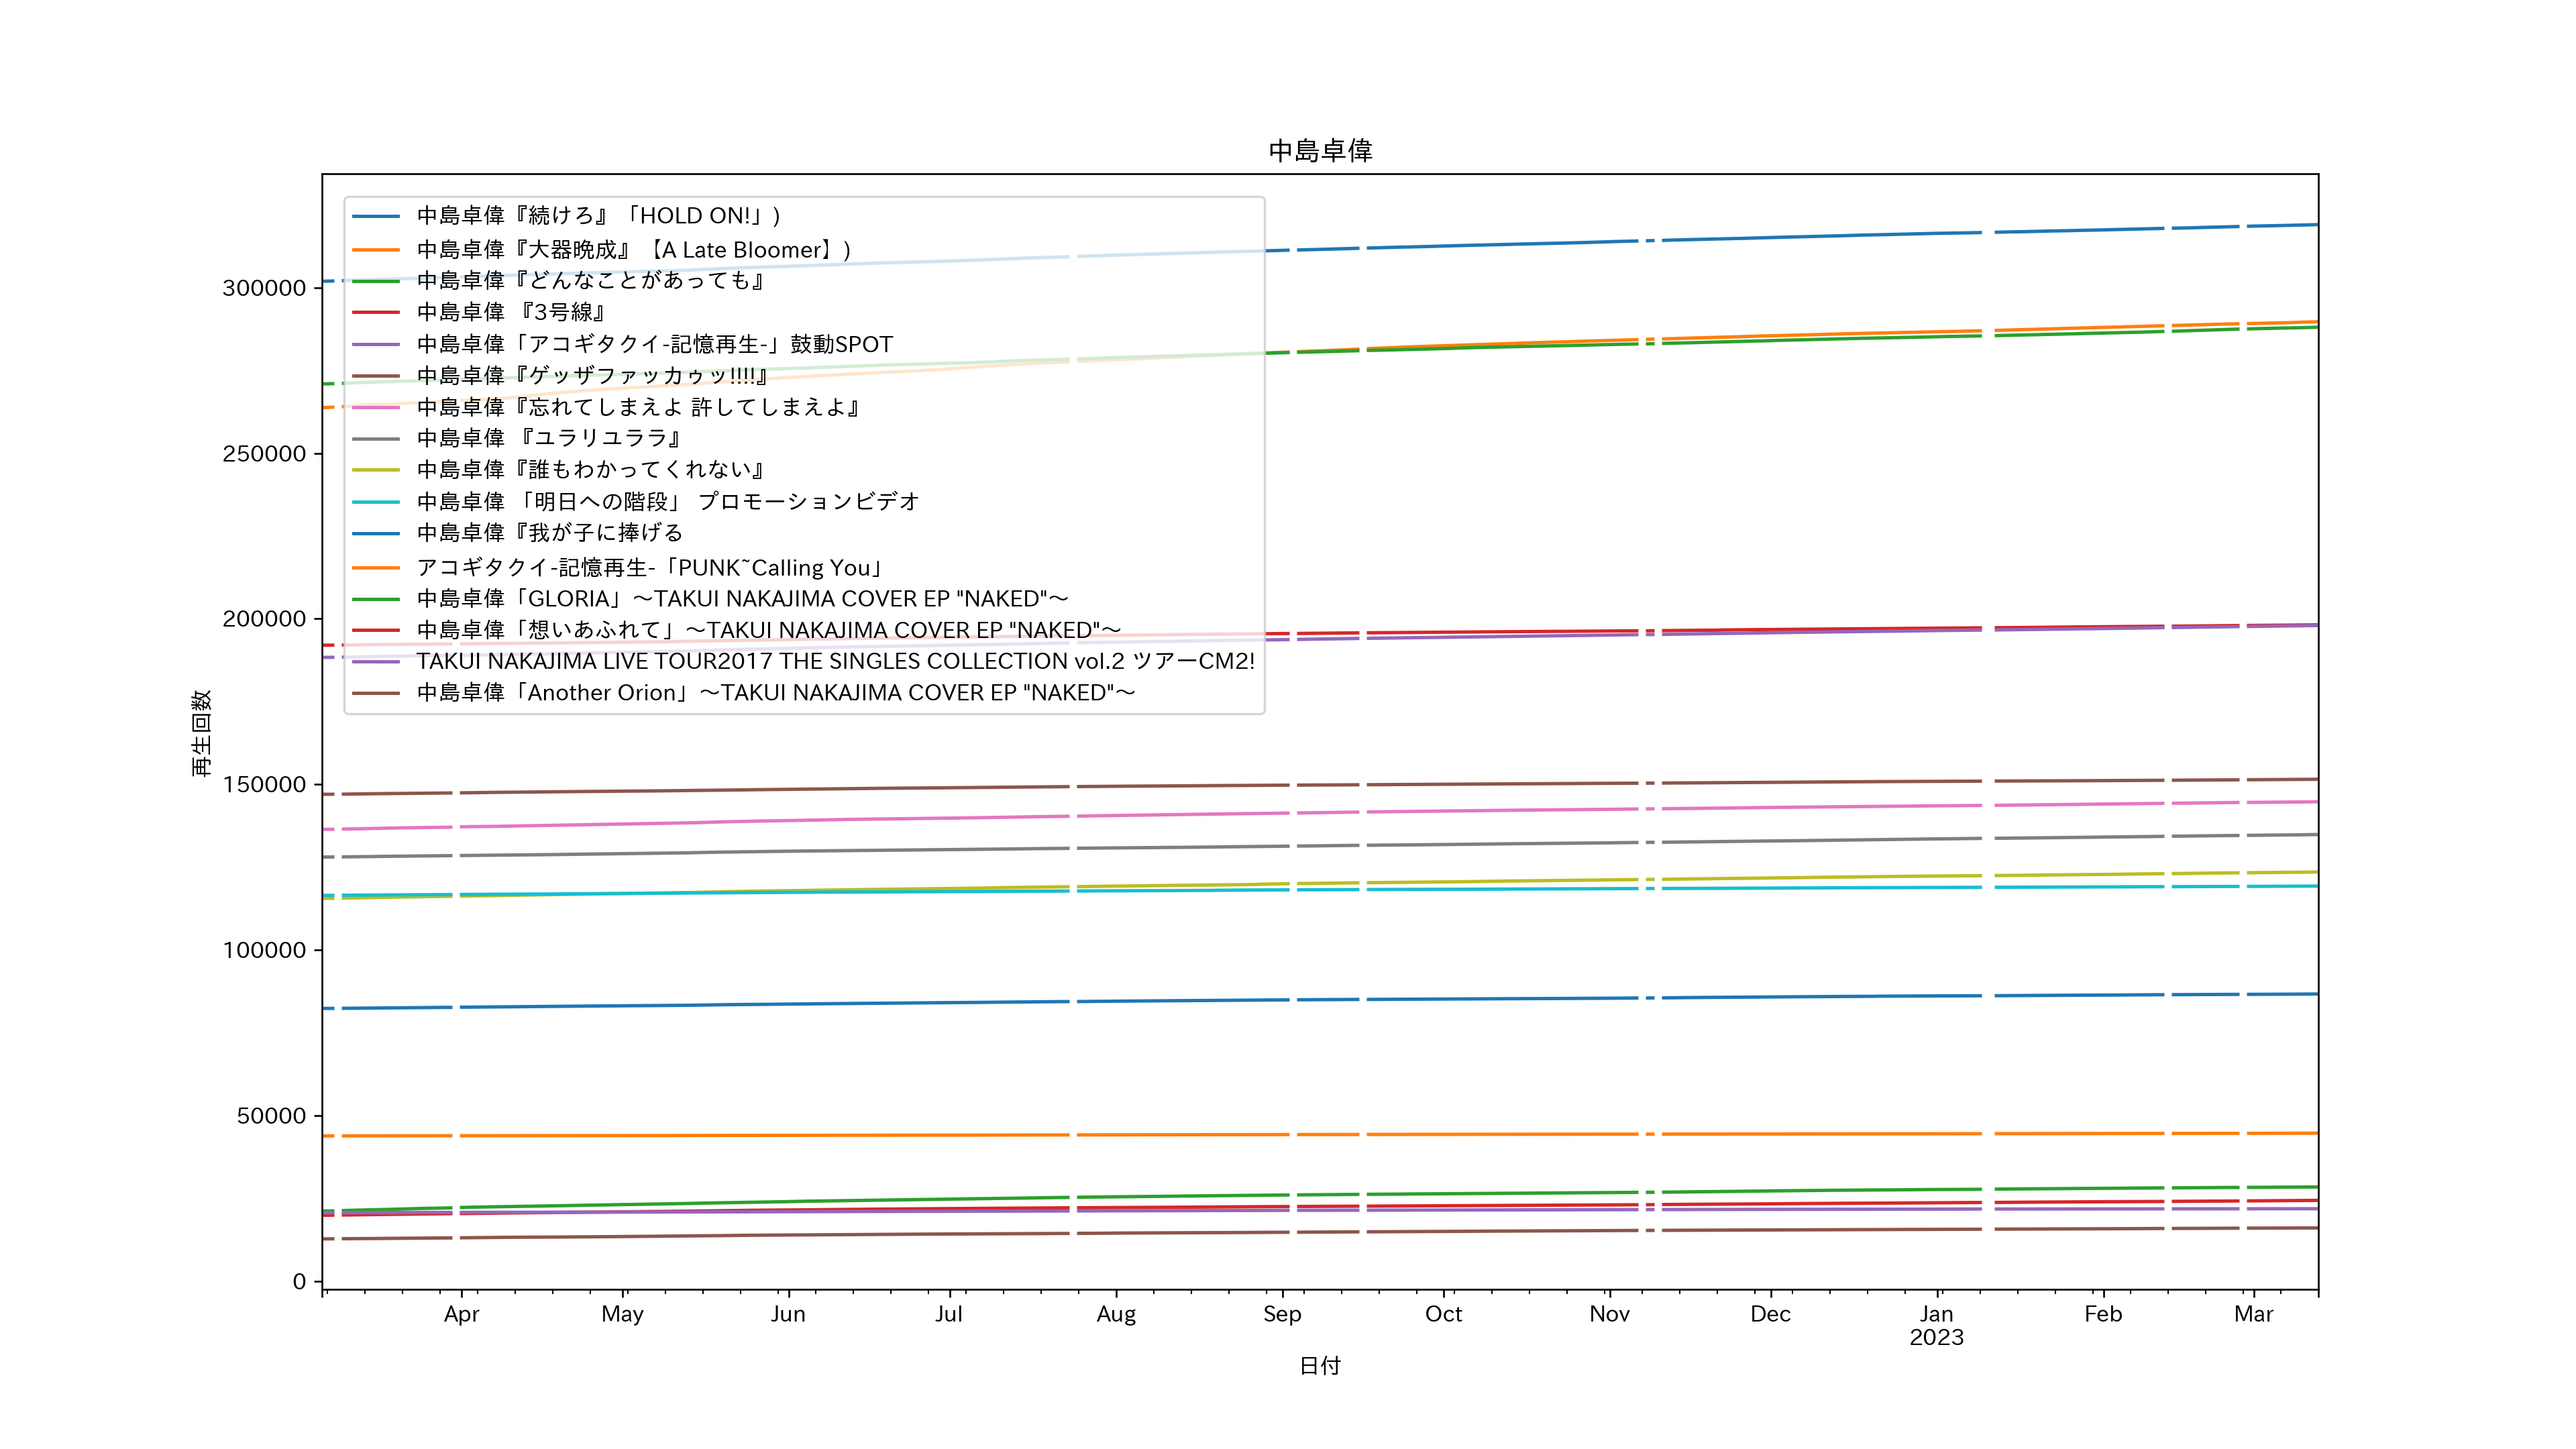 中島卓偉
中島卓偉『続けろ』「HOLD ON!」)
中島卓偉『大器晩成』【A Late Bloomer】)
中島卓偉『どんなことがあっても』
中島卓偉 『3号線』
中島卓偉「アコギタクイ-記憶再生-」鼓動SPOT
中島卓偉『ゲッザファッカゥッ!!!!』
中島卓偉『忘れてしまえよ 許してしまえよ』
中島卓偉 『ユラリユララ』
中島卓偉『誰もわかってくれない』
中島卓偉 「明日への階段」 プロモーションビデオ
中島卓偉『我が子に捧げる
アコギタクイ-記憶再生-「PUNK~Calling You」
中島卓偉「GLORIA」～TAKUI NAKAJIMA COVER EP "NAKED"～
中島卓偉「想いあふれて」～TAKUI NAKAJIMA COVER EP "NAKED"～
TAKUI NAKAJIMA LIVE TOUR2017 THE SINGLES COLLECTION vol.2 ツアーCM2!
中島卓偉「Another Orion」～TAKUI NAKAJIMA COVER EP "NAKED"～
再生回数
300000
250000
200000
150000
100000
50000
0
Apr May Jun Jul Aug Sep Oct Nov Dec Jan Feb Mar
2023
日付